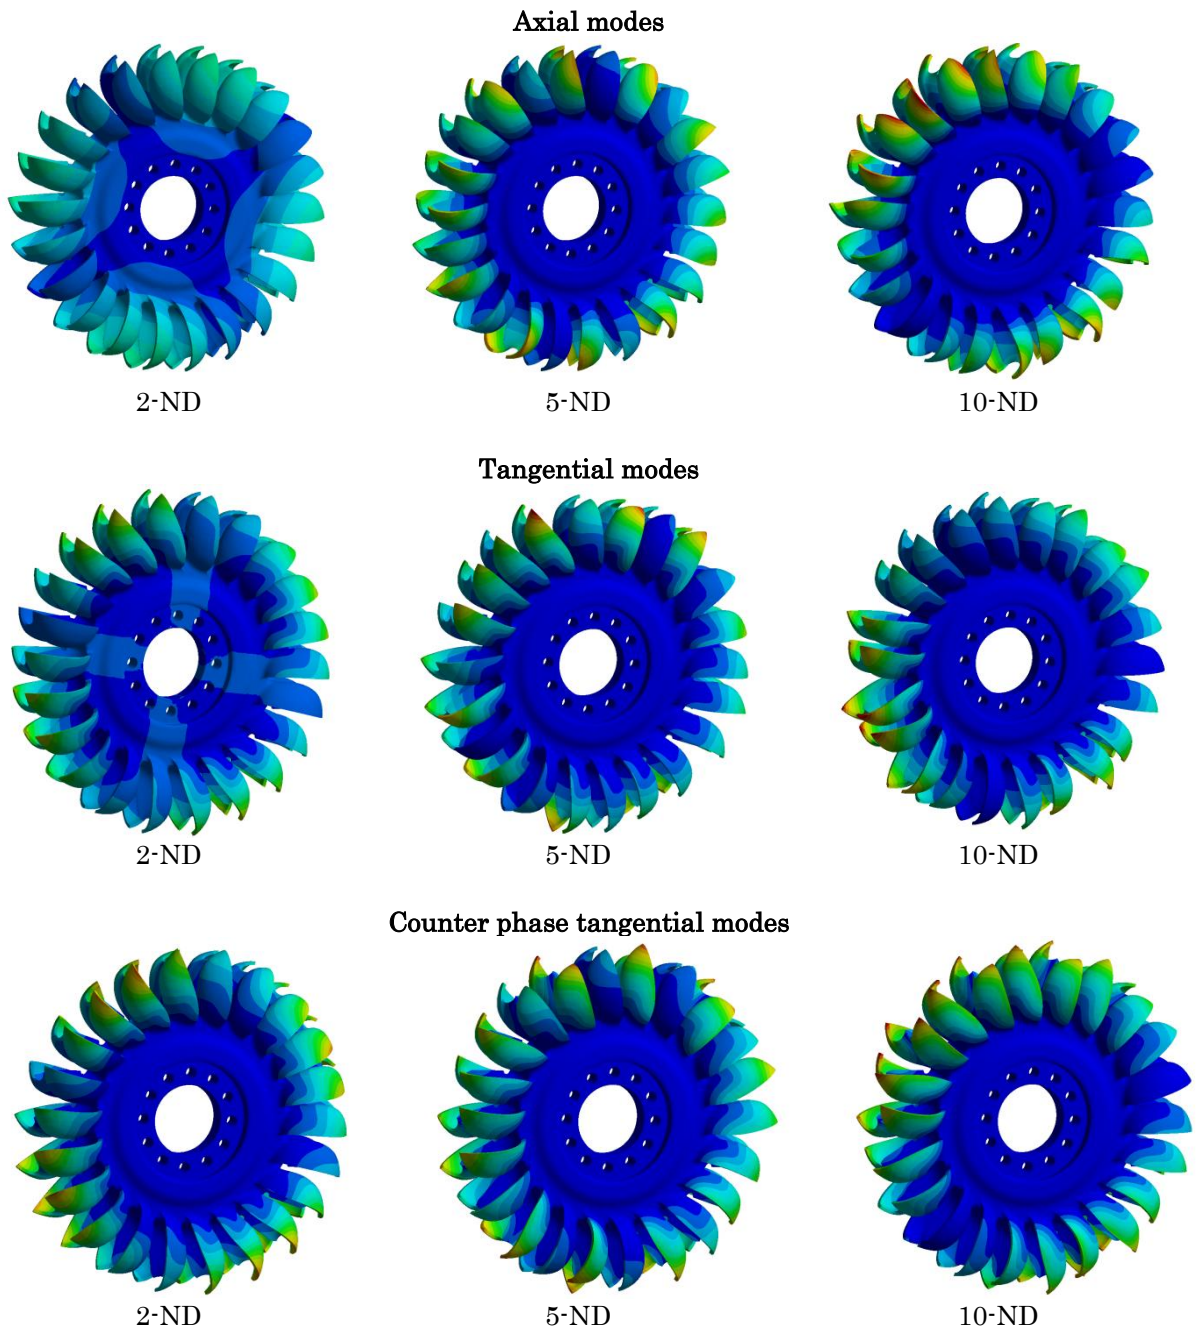 Axial modes
2-ND 5-ND 10-ND
Tangential modes
2-ND 5-ND 10-ND
Counter phase tangential modes
2-ND 5-ND 10-ND